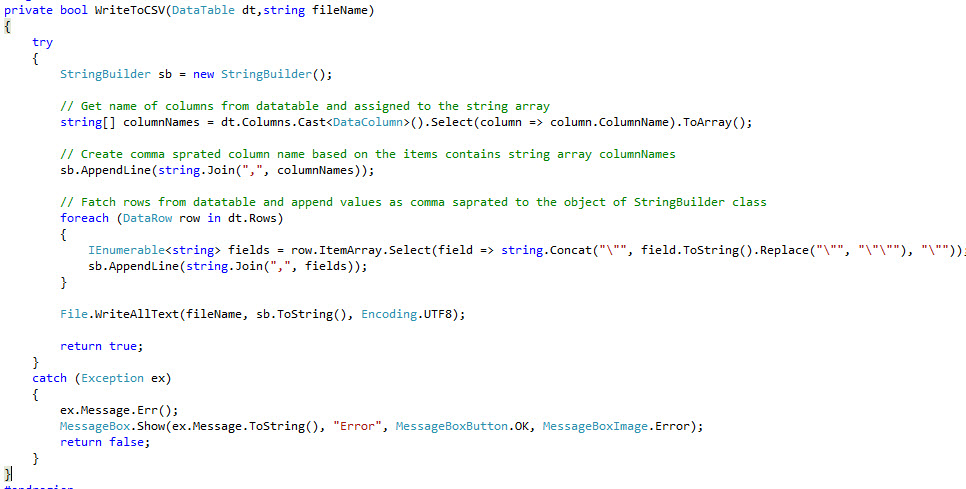 private bool WriteToCSV(DataTable dt,string fileName)
{
try
{
StringBuilder sb = new StringBuilder();
// Get name of columns from datatable and assigned to the string array
string[] columnNames = dt.Columns.Cast<DataColumn>().Select(column => column.ColumnName).ToArray();
// Create comma sprated column name based on the items contains string array columnNames
sb.AppendLine(string.Join(",", columnNames));
// Fatch rows from datatable and append values as comma saprated to the object of StringBuilder class
foreach (DataRow row in dt.Rows)
{
IEnumerable<string> fields = row.ItemArray.Select(field => string.Concat("\"", field.ToString().Replace("\"", "\"\""), "\""));
sb.AppendLine(string.Join(",", fields));
}
File.WriteAllText(fileName, sb.ToString(), Encoding.UTF8);
return true;
}
catch (Exception ex)
{
ex.Message.Err();
MessageBox.Show(ex.Message.ToString(), "Error", MessageBoxButton.OK, MessageBoxImage.Error);
return false;
}
}